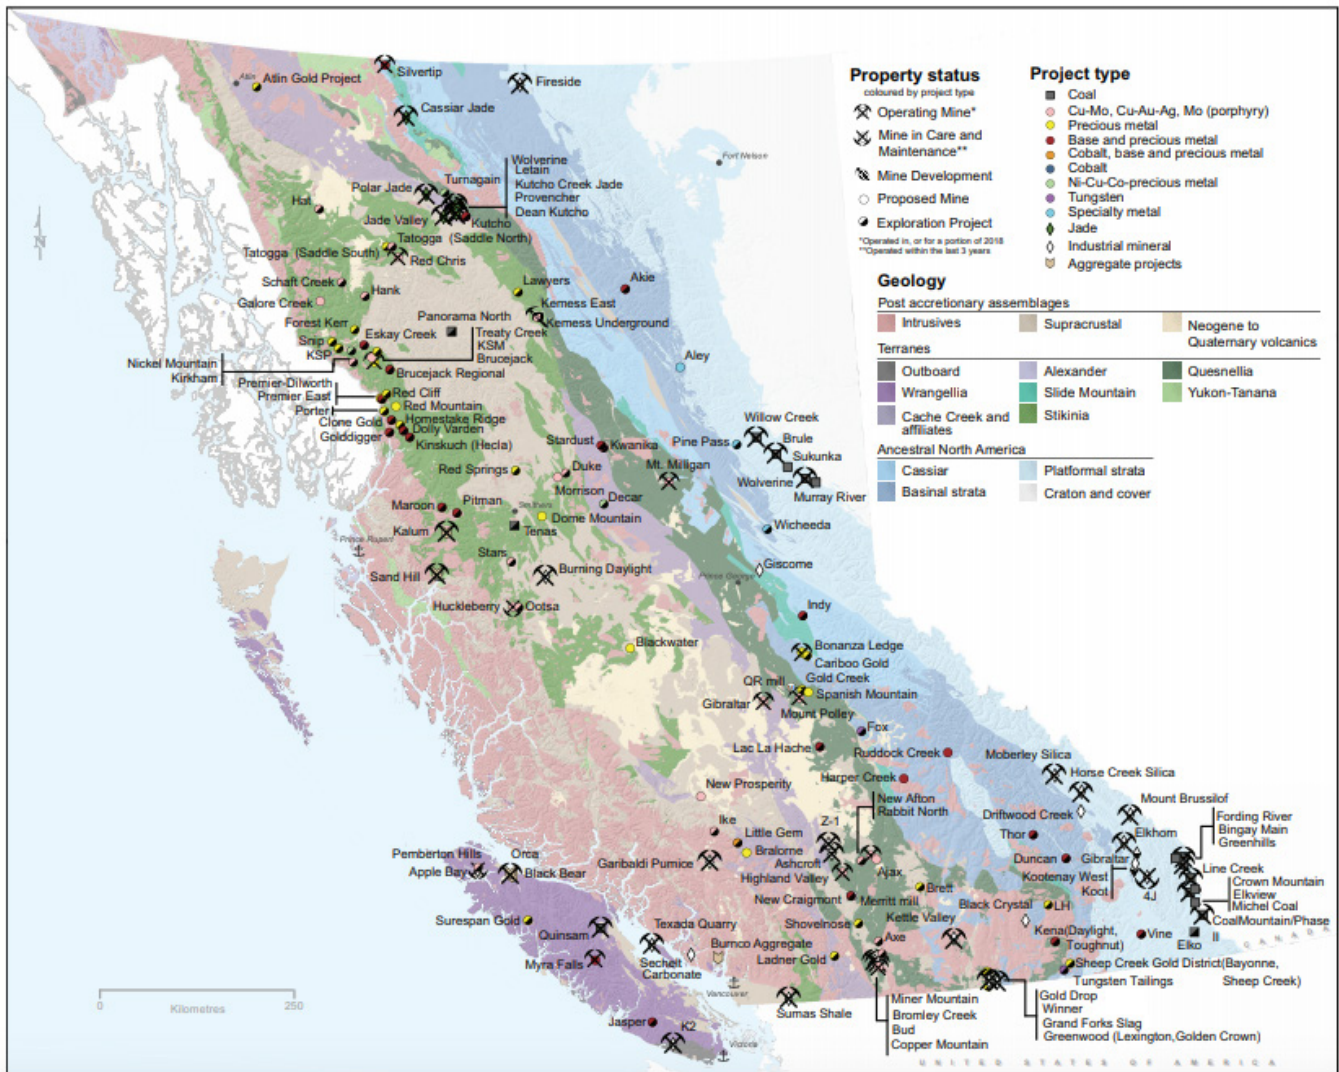 Property status
coloured by project type
Operating Mine*
Mine in Care and
Maintenance**
Mine Development
Proposed Mine
Exploration Project
*Operated in, or for a portion of 2018
**Operated within the last 3 years
Project type
Coal
Cu-Mo, Cu-Au-Ag, Mo (porphyry)
Precious metal
Base and precious metal
Cobalt, base and precious metal
Cobalt
Ni-Cu-Co-precious metal
Tungsten
Specialty metal
Jade
Industrial mineral
Aggregate projects
Geology
Post accretionary assemblages
Intrusives
Supracrustal
Neogene to
Quaternary volcanics
Terranes
Outboard
Alexander
Quesnellia
Wrangellia
Slide Mountain
Yukon-Tanana
Cache Creek and
affiliates
Stikinia
Ancestral North America
Cassiar
Platformal strata
Basinal strata
Craton and cover
Atlin
Atlin Gold Project
Silvertip
Fireside
Cassiar Jade
Fort Nelson
Wolverine
Letain
Kutcho Creek Jade
Provencher
Dean Kutcho
Turnagain
Polar Jade
Hat
Jade Valley
Kutcho
Tatogga (Saddle North)
Tatogga (Saddle South)
Red Chris
Schaft Creek
Hank
Galore Creek
Lawyers
Akie
Kemess East
Kemess Underground
Panorama North
Forest Kerr
Eskay Creek
Treaty Creek
KSM
Brucejack
Snip
KSP
Nickel Mountain
Kirkham
Brucejack Regional
Aley
Premier-Dilworth
Premier East
Red Cliff
Red Mountain
Porter
Homestake Ridge
Clone Gold
Dolly Varden
Golddigger
Kinskuch (Hecla)
Willow Creek
Brule
Sukunka
Pine Pass
Wolverine
Murray River
Stardust
Kwanika
Mt. Milligan
Red Springs
Duke
Morrison
Decar
Maroon
Pitman
Smithers
Dome Mountain
Tenas
Kalum
Wicheeda
Prince Rupert
Stars
Giscome
Sand Hill
Burning Daylight
Prince George
Huckleberry
Ootsa
Indy
Blackwater
Bonanza Ledge
Cariboo Gold
QR mill
Gold Creek
Spanish Mountain
Gibraltar
Mount Polley
Fox
Lac La Hache
Ruddock Creek
Moberley Silica
Harper Creek
Horse Creek Silica
New Prosperity
New Afton
Rabbit North
Driftwood Creek
Mount Brussilof
Fording River
Bingay Main
Greenhills
Ike
Z-1
Little Gem
Thor
Elkhorn
Bralorne
Pemberton Hills
Orca
Garibaldi Pumice
Ashcroft
Duncan
Gibraltar
Apple Bay
Black Bear
Highland Valley
Ajax
Kootenay West
Koot
4J
Line Creek
Crown Mountain
Elkview
Michel Coal
CoalMountain/Phase
II
New Craigmont
Merritt mill
Brett
Black Crystal
LH
Surespan Gold
Texada Quarry
Shovelnose
Kettle Valley
Quinsam
Burnco Aggregate
Axe
Kena(Daylight,
Toughnut)
Vine
Elko
CANADA
Myra Falls
Sechelt
Carbonate
Ladner Gold
Sheep Creek Gold District(Bayonne,
Sheep Creek)
Tungsten Tailings
Vancouver
Sumas Shale
Miner Mountain
Bromley Creek
Bud
Copper Mountain
Gold Drop
Winner
Grand Forks Slag
Greenwood (Lexington,Golden Crown)
Jasper
K2
Victoria
UNITED STATES OF AMERICA
N
0
250
Kilometres